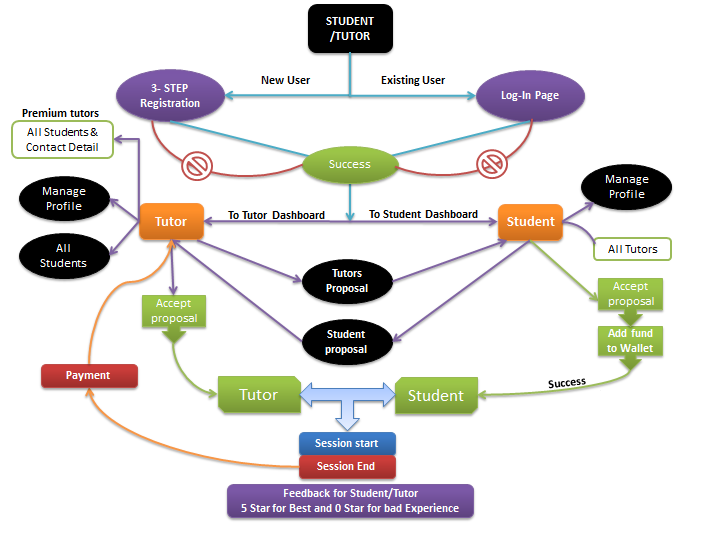 STUDENT
/TUTOR
New User
Existing User
3- STEP
Registration
Log-In Page
Premium tutors
All Students &
Contact Detail
Success
Manage
Profile
Manage
Profile
Tutor
To Tutor Dashboard
To Student Dashboard
Student
All
Students
All Tutors
Tutors
Proposal
Accept
proposal
Accept
proposal
Student
proposal
Add fund
to Wallet
Payment
Success
Tutor
Student
Session start
Session End
Feedback for Student/Tutor
5 Star for Best and 0 Star for bad Experience